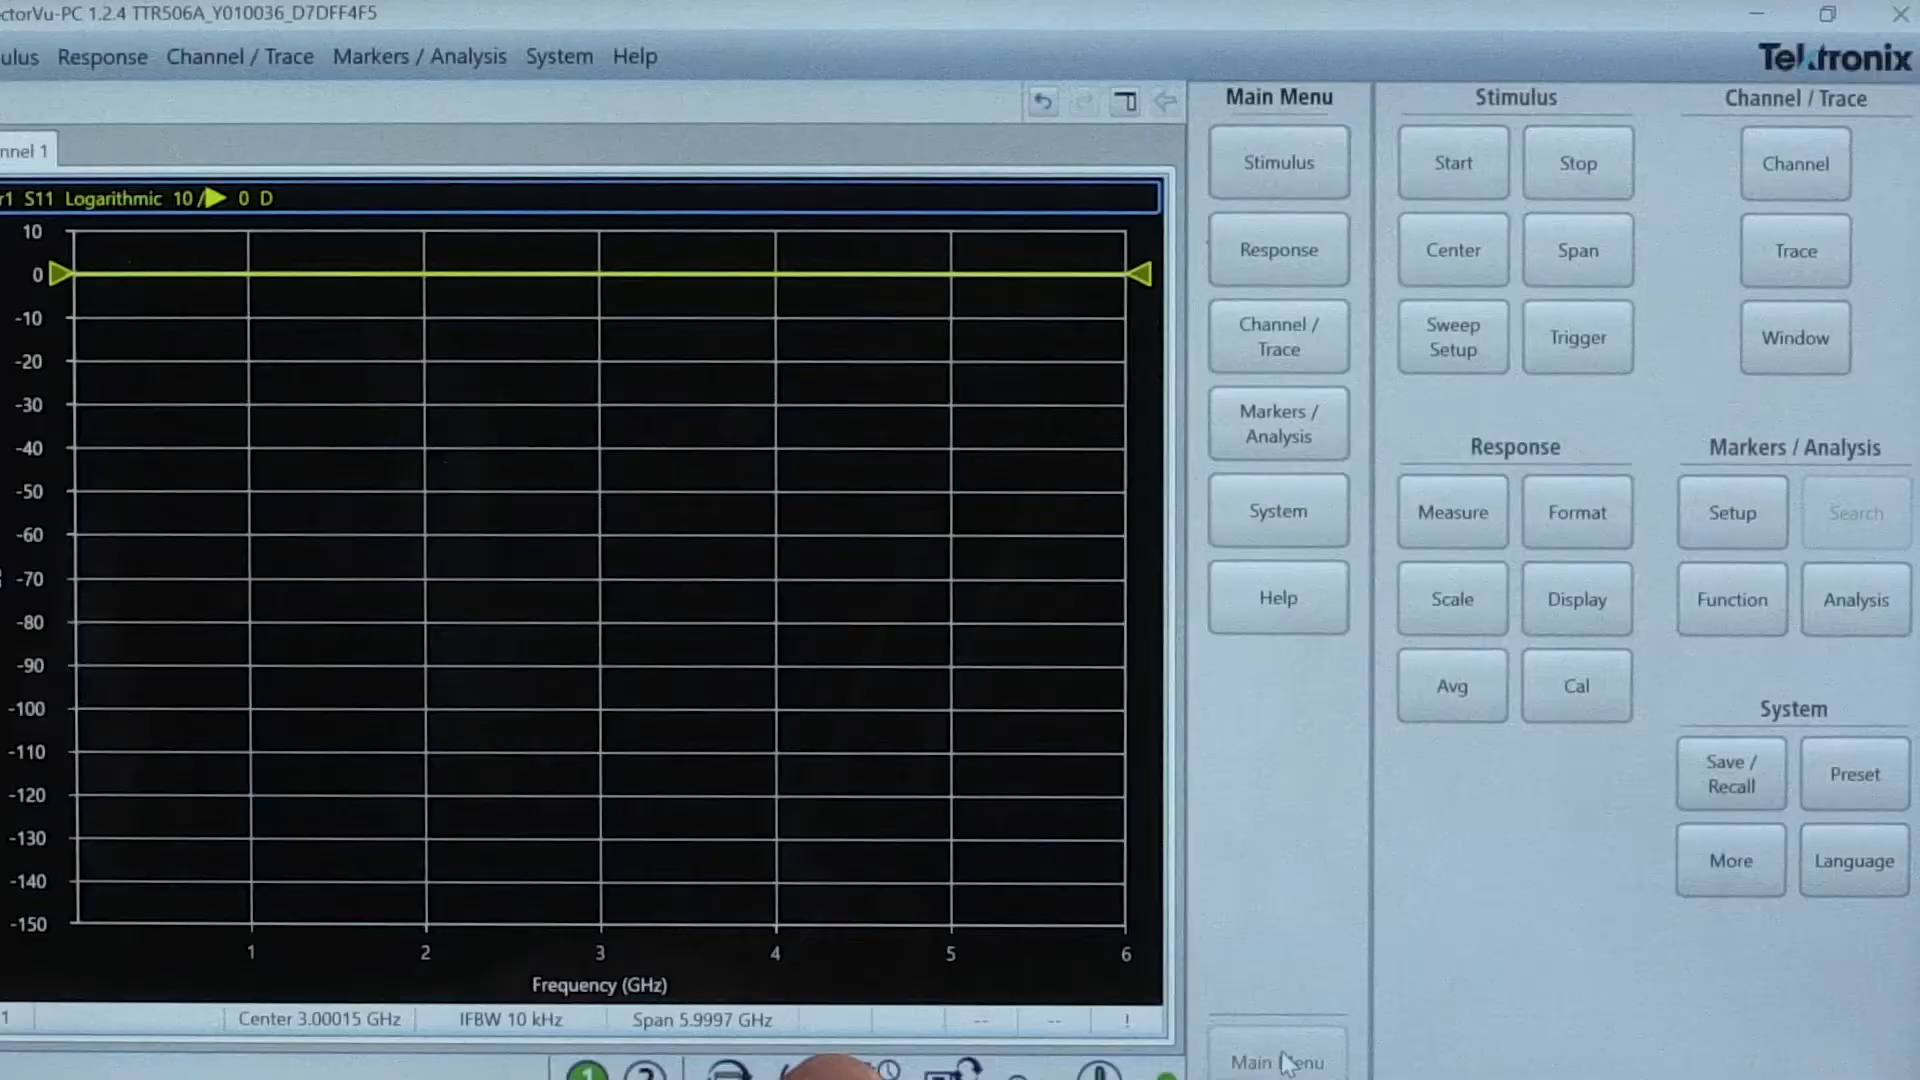 ctorVu-PC 1.2.4 TTR506A_Y010036_D7DFF4F5
ulus Response Channel / Trace Markers / Analysis System Help
Tektronix
nnel 1
r1 S11 Logarithmic 10 / 0 D
10
0
-10
-20
-30
-40
-50
-60
-70
-80
-90
-100
-110
-120
-130
-140
-150
1 2 3 4 5 6
Frequency (GHz)
1 Center 3.00015 GHz IFBW 10 kHz Span 5.9997 GHz -- -- !
1 2
Main Menu
Stimulus
Response
Channel /
Trace
Markers /
Analysis
System
Help
Main Menu
Stimulus
Start Stop
Center Span
Sweep
Setup
Trigger
Response
Measure Format
Scale Display
Avg Cal
Channel / Trace
Channel
Trace
Window
Markers / Analysis
Setup Search
Function Analysis
System
Save /
Recall
Preset
More Language